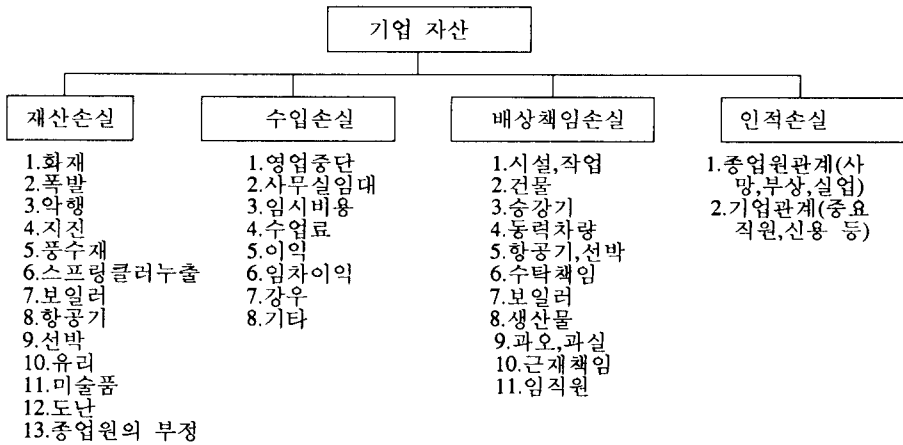 기업 자산
재산손실
1.화재
2.폭발
3.악행
4.지진
5.풍수재
6.스프링클러누출
7.보일러
8.항공기
9.선박
10.유리
11.미술품
12.도난
13.종업원의 부정
수입손실
1.영업중단
2.사무실임대
3.임시비용
4.수업료
5.이익
6.임차이익
7.강우
8.기타
배상책임손실
1.시설,작업
2.건물
3.승강기
4.동력차량
5.항공기,선박
6.수탁책임
7.보일러
8.생산물
9.과오,과실
10.근재책임
11.임직원
인적손실
1.종업원관계(사
망,부상,실업)
2.기업관계(중요
직원,신용 등)